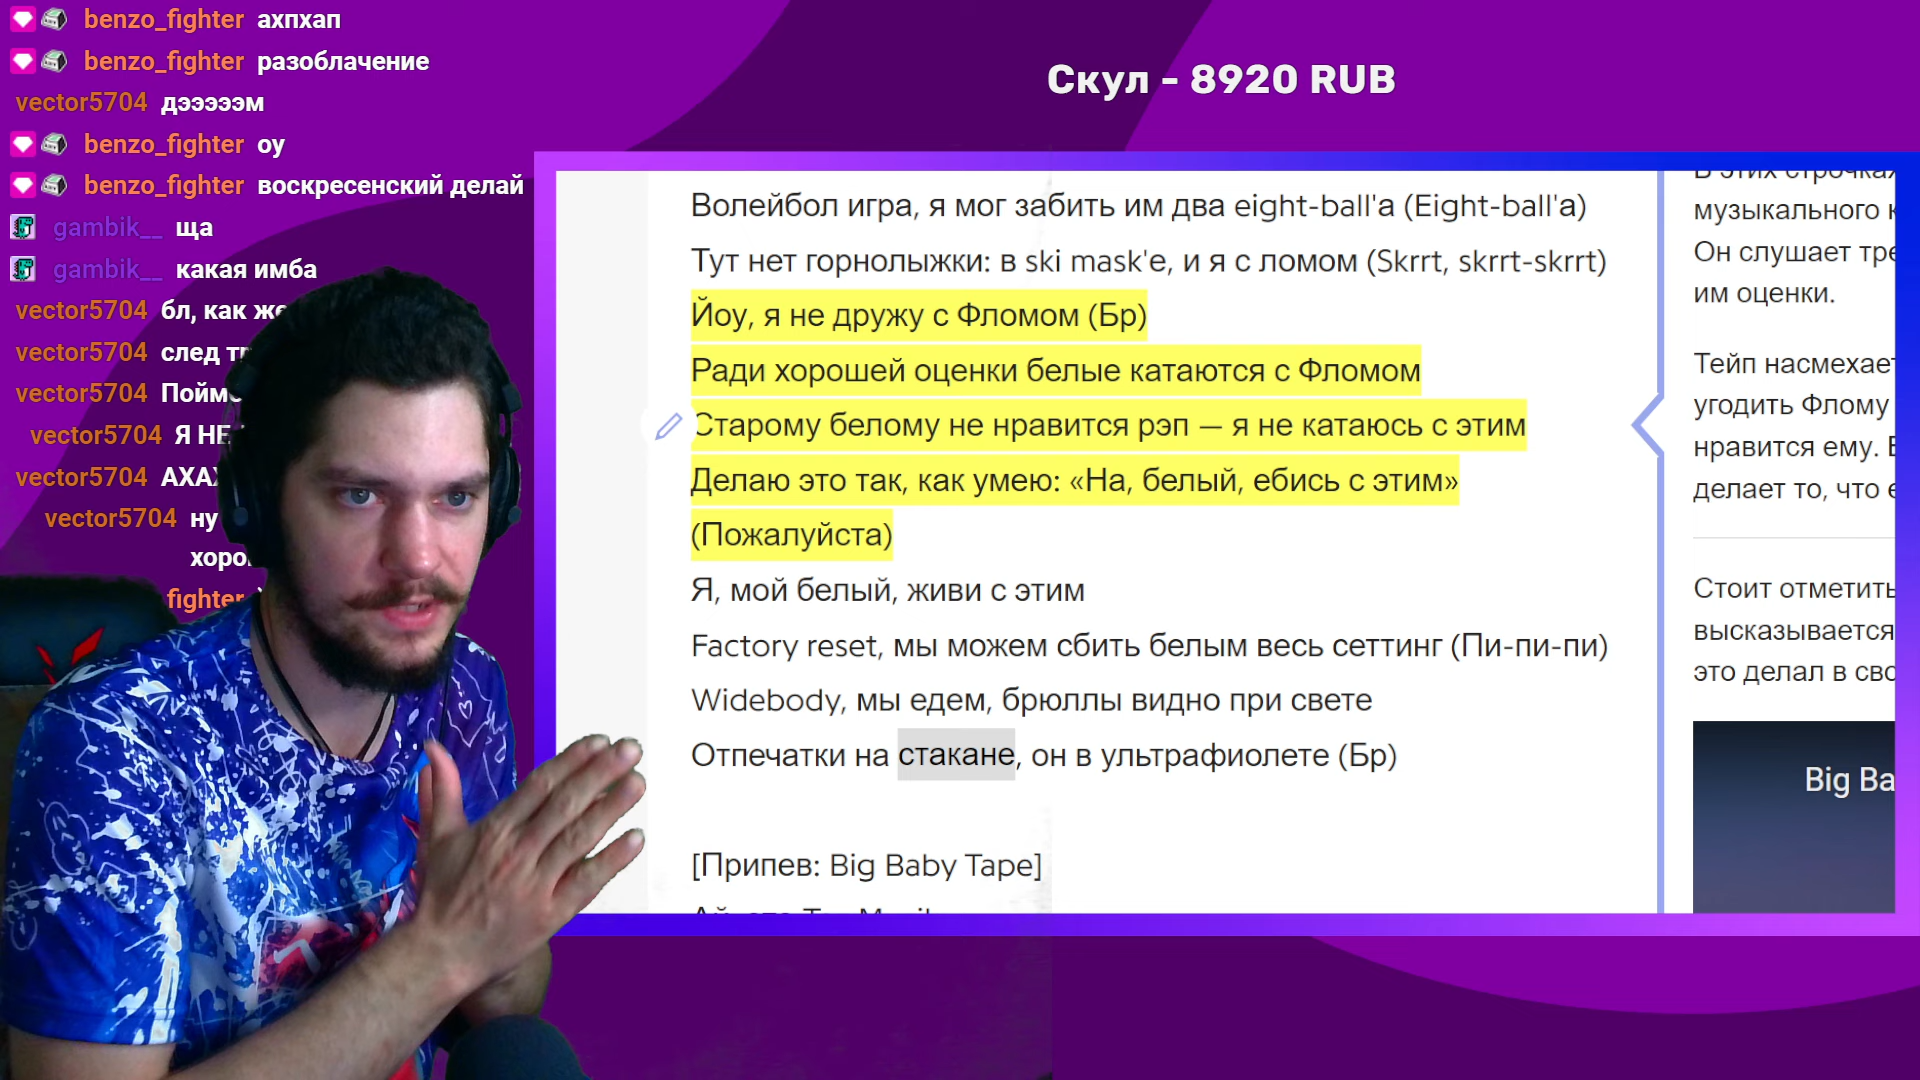 benzo_fighter ахпхап
benzo_fighter разоблачение
vector5704 дэээээм
benzo_fighter оу
benzo_fighter воскресенский делай
gambik__ ща
gambik__ какая имба
vector5704 бл, как
vector5704 след
vector5704
vector5704 Я НЕ
vector5704
vector5704 ну
fighter
Скул - 8920 RUB
Волейбол игра, я мог забить им два eight-ball'а (Eight-ball'а)
Тут нет горнолыжки: в ski mask'е, и я с ломом (Skrrt, skrrt-skrrt)
Йоу, я не дружу с Фломом (Бр)
Ради хорошей оценки белые катаются с Фломом
Старому белому не нравится рэп — я не катаюсь с этим
Делаю это так, как умею: «На, белый, ебись с этим»
(Пожалуйста)
Я, мой белый, живи с этим
Factory reset, мы можем сбить белым весь сеттинг (Пи-пи-пи)
Widebody, мы едем, брюллы видно при свете
Отпечатки на стакане, он в ультрафиолете (Бр)
[Припев: Big Baby Tape]
В этих строчках
музыкального
Он слушает
им оценки.
Тейп
угодить Флому
нравится ему.
делает то, что
Стоит отметить
высказывается
это делал в
Big